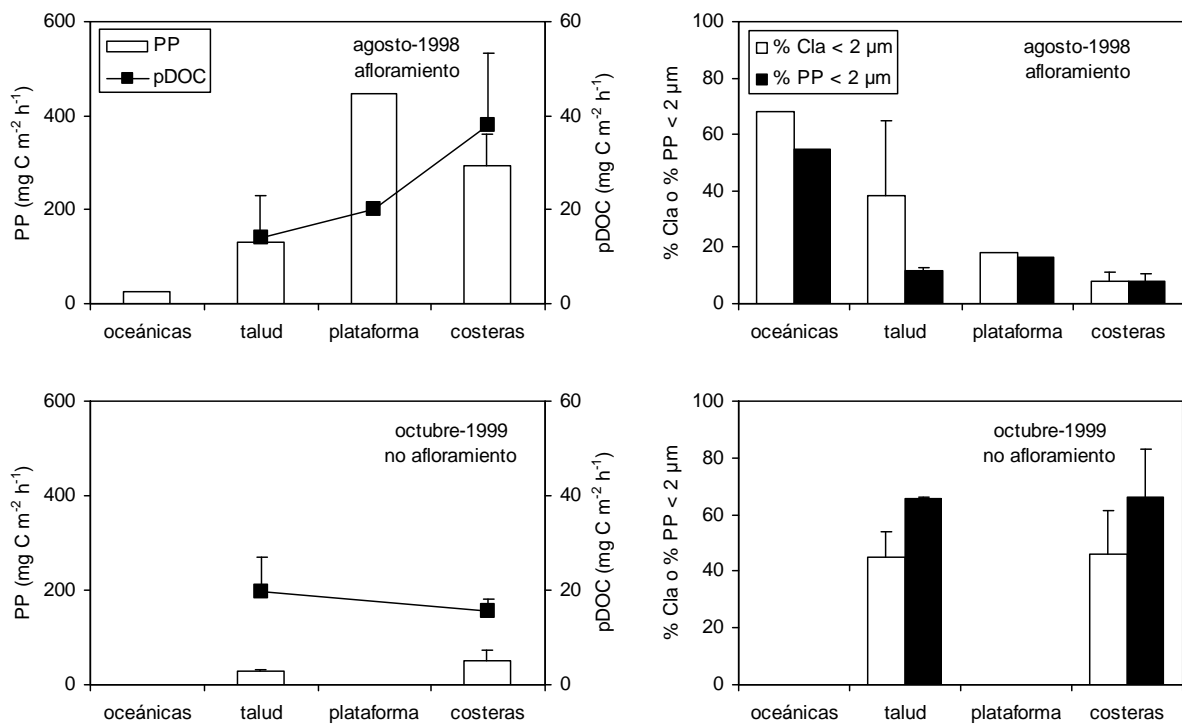 PP (mg C m-2 h-1)
600
400
200
0
PP
pDOC
agosto-1998
afloramiento
60
40
20
0
pDOC (mg C m-2 h-1)
oceánicas talud plataforma costeras
% Cla o % PP < 2 µm
100
80
60
40
20
0
% Cla < 2 µm
% PP < 2 µm
agosto-1998
afloramiento
oceánicas talud plataforma costeras
PP (mg C m-2 h-1)
600
400
200
0
octubre-1999
no afloramiento
60
40
20
0
pDOC (mg C m-2 h-1)
oceánicas talud plataforma costeras
% Cla o % PP < 2 µm
100
80
60
40
20
0
octubre-1999
no afloramiento
oceánicas talud plataforma costeras